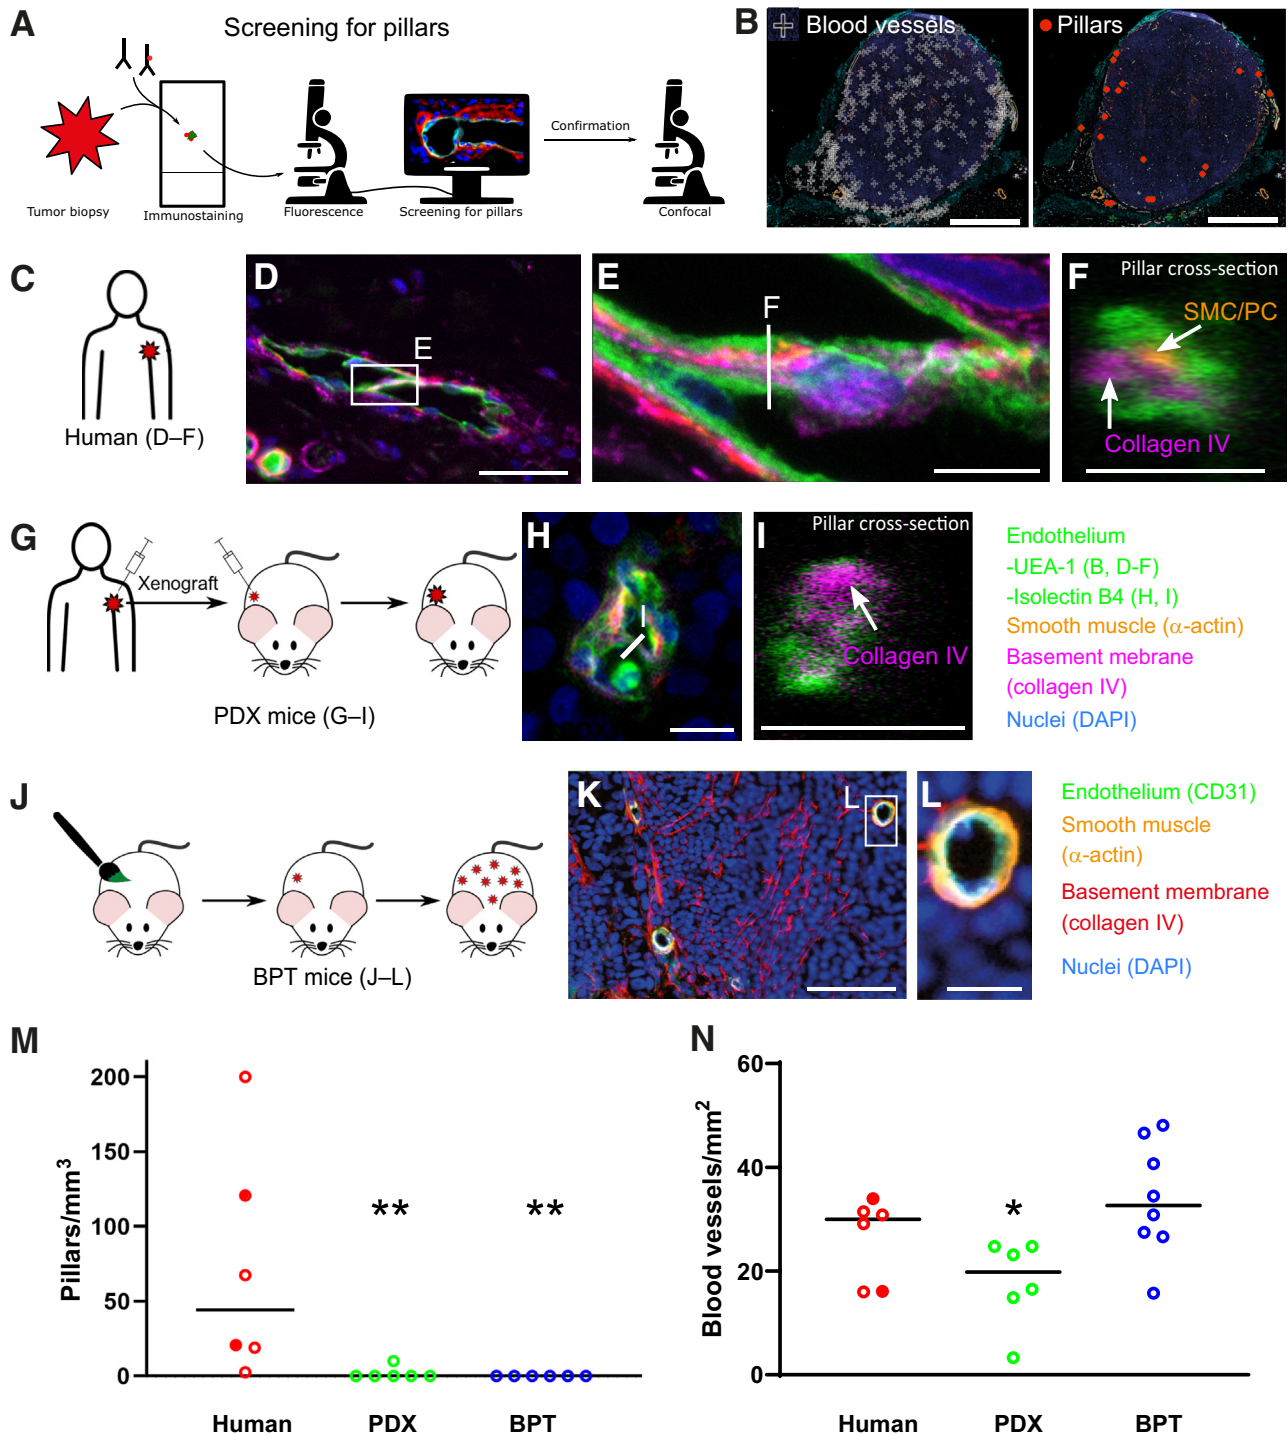 A
Screening for pillars
Confirmation
Tumor biopsy
Immunostaining
Fluorescence
Screening for pillars
Confocal
B
Blood vessels
Pillars
C
Human (D–F)
D
E
E
F
F
Pillar cross-section
SMC/PC
Collagen IV
G
Xenograft
PDX mice (G–I)
H
I
I
Pillar cross-section
Collagen IV
Endothelium
-UEA-1 (B, D-F)
-Isolectin B4 (H, I)
Smooth muscle (α-actin)
Basement mebrane
(collagen IV)
Nuclei (DAPI)
J
BPT mice (J–L)
K
L
L
Endothelium (CD31)
Smooth muscle
(α-actin)
Basement membrane
(collagen IV)
Nuclei (DAPI)
M
Pillars/mm³
200
150
100
50
0
**
**
Human
PDX
BPT
N
Blood vessels/mm²
60
40
20
0
*
Human
PDX
BPT